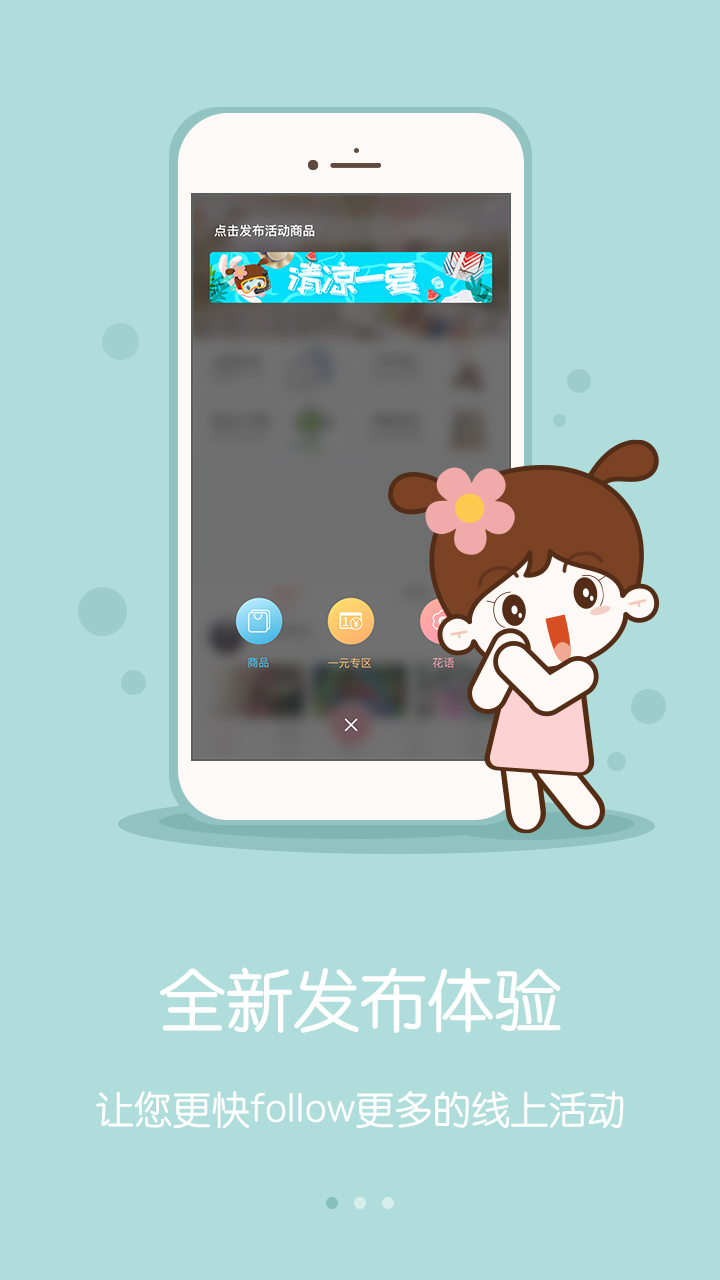 点击发布活动商品
清凉一夏
商品
一元专区
花语
全新发布体验
让您更快follow更多的线上活动